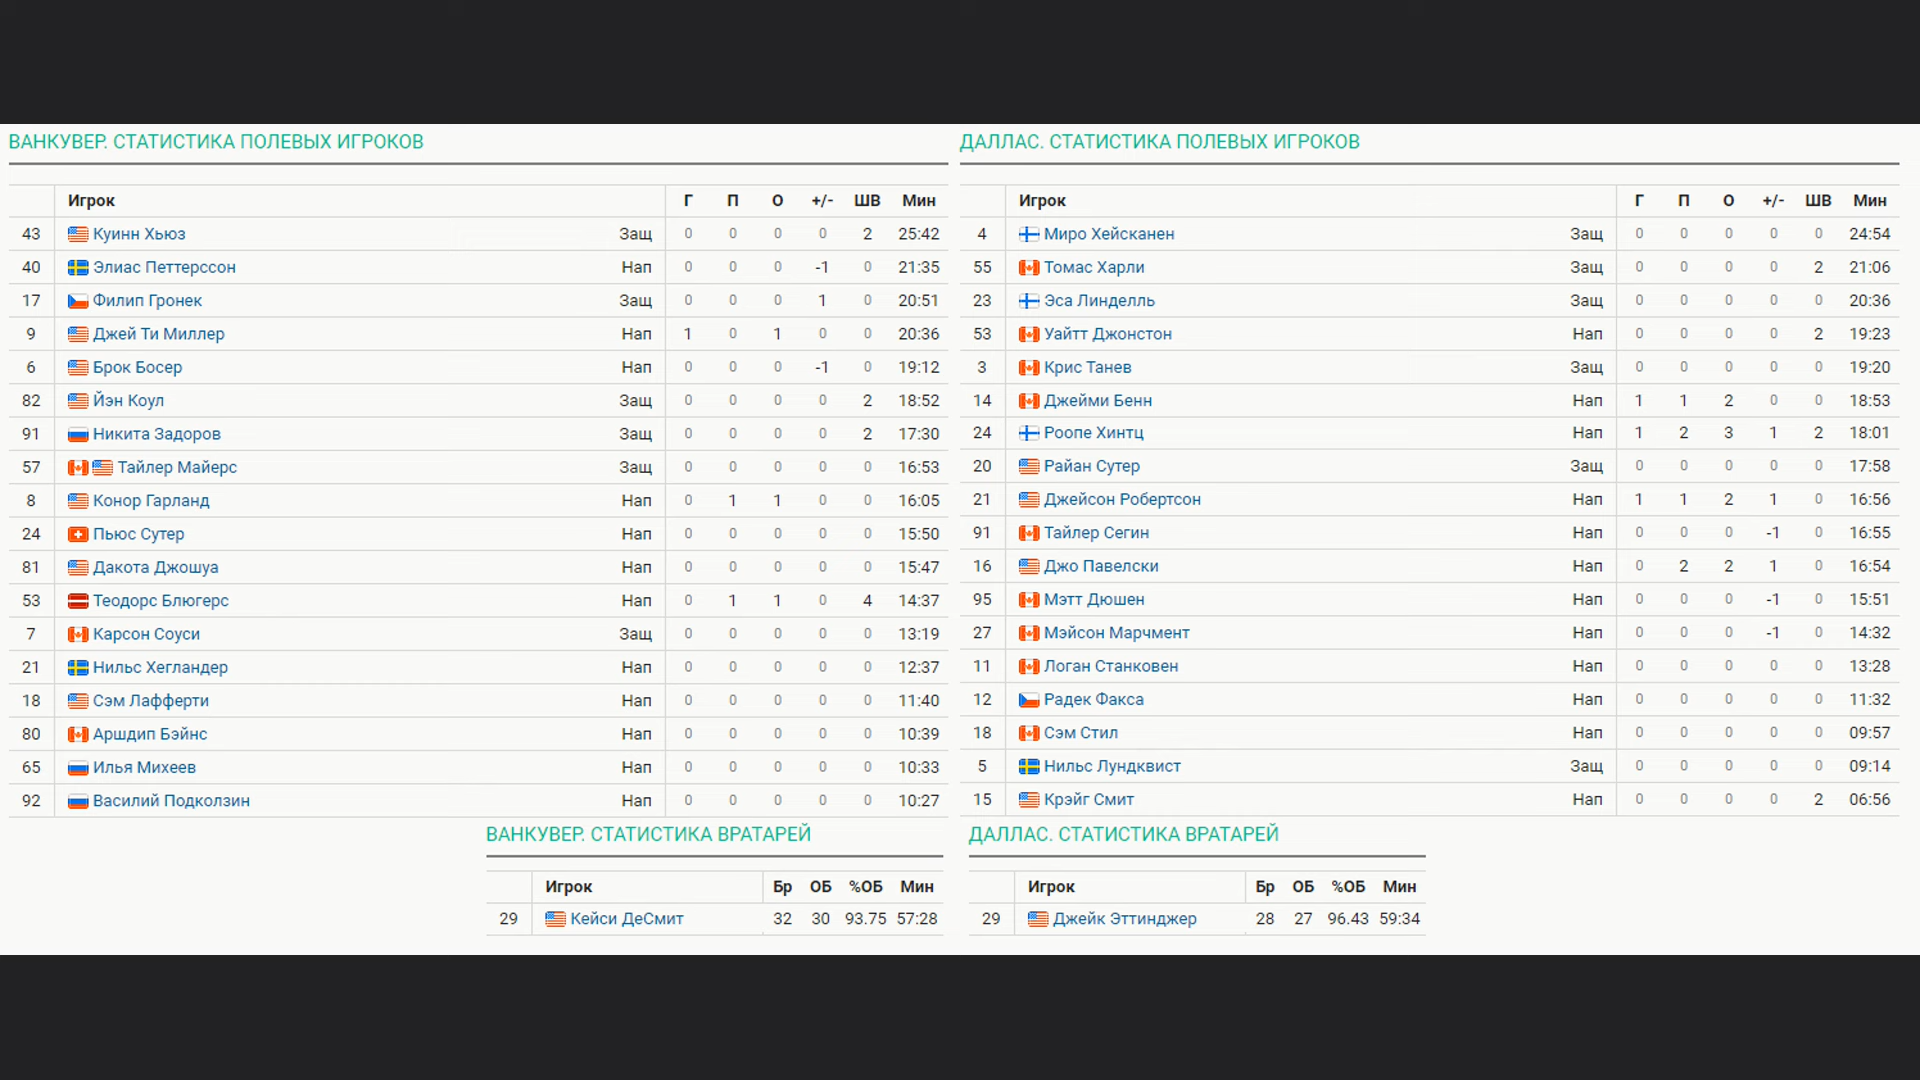 ВАНКУВЕР. СТАТИСТИКА ПОЛЕВЫХ ИГРОКОВ
Игрок Г П О +/- ШВ Мин
43 Куинн Хьюз Защ 0 0 0 0 2 25:42
40 Элиас Петтерссон Нап 0 0 0 -1 0 21:35
17 Филип Гронек Защ 0 0 0 1 0 20:51
9 Джей Ти Миллер Нап 1 0 1 0 0 20:36
6 Брок Босер Нап 0 0 0 -1 0 19:12
82 Йэн Коул Защ 0 0 0 0 2 18:52
91 Никита Задоров Защ 0 0 0 0 2 17:30
57 Тайлер Майерс Защ 0 0 0 0 0 16:53
8 Конор Гарланд Нап 0 1 1 0 0 16:05
24 Пьюс Сутер Нап 0 0 0 0 0 15:50
81 Дакота Джошуа Нап 0 0 0 0 0 15:47
53 Теодорс Блюгерс Нап 0 1 1 0 4 14:37
7 Карсон Соуси Защ 0 0 0 0 0 13:19
21 Нильс Хегландер Нап 0 0 0 0 0 12:37
18 Сэм Лафферти Нап 0 0 0 0 0 11:40
80 Аршдип Бэйнс Нап 0 0 0 0 0 10:39
65 Илья Михеев Нап 0 0 0 0 0 10:33
92 Василий Подколзин Нап 0 0 0 0 0 10:27
ДАЛЛАС. СТАТИСТИКА ПОЛЕВЫХ ИГРОКОВ
Игрок Г П О +/- ШВ Мин
4 Миро Хейсканен Защ 0 0 0 0 0 24:54
55 Томас Харли Защ 0 0 0 0 2 21:06
23 Эса Линделль Защ 0 0 0 0 0 20:36
53 Уайтт Джонстон Нап 0 0 0 0 2 19:23
3 Крис Танев Защ 0 0 0 0 0 19:20
14 Джейми Бенн Нап 1 1 2 0 0 18:53
24 Роопе Хинтц Нап 1 2 3 1 2 18:01
20 Райан Сутер Защ 0 0 0 0 0 17:58
21 Джейсон Робертсон Нап 1 1 2 1 0 16:56
91 Тайлер Сегин Нап 0 0 0 -1 0 16:55
16 Джо Павелски Нап 0 2 2 1 0 16:54
95 Мэтт Дюшен Нап 0 0 0 -1 0 15:51
27 Мэйсон Марчмент Нап 0 0 0 -1 0 14:32
11 Логан Станковен Нап 0 0 0 0 0 13:28
12 Радек Факса Нап 0 0 0 0 0 11:32
18 Сэм Стил Нап 0 0 0 0 0 09:57
5 Нильс Лундквист Защ 0 0 0 0 0 09:14
15 Крэйг Смит Нап 0 0 0 0 2 06:56
ВАНКУВЕР. СТАТИСТИКА ВРАТАРЕЙ
Игрок Бр ОБ %ОБ Мин
29 Кейси ДеСмит 32 30 93.75 57:28
ДАЛЛАС. СТАТИСТИКА ВРАТАРЕЙ
Игрок Бр ОБ %ОБ Мин
29 Джейк Эттинджер 28 27 96.43 59:34